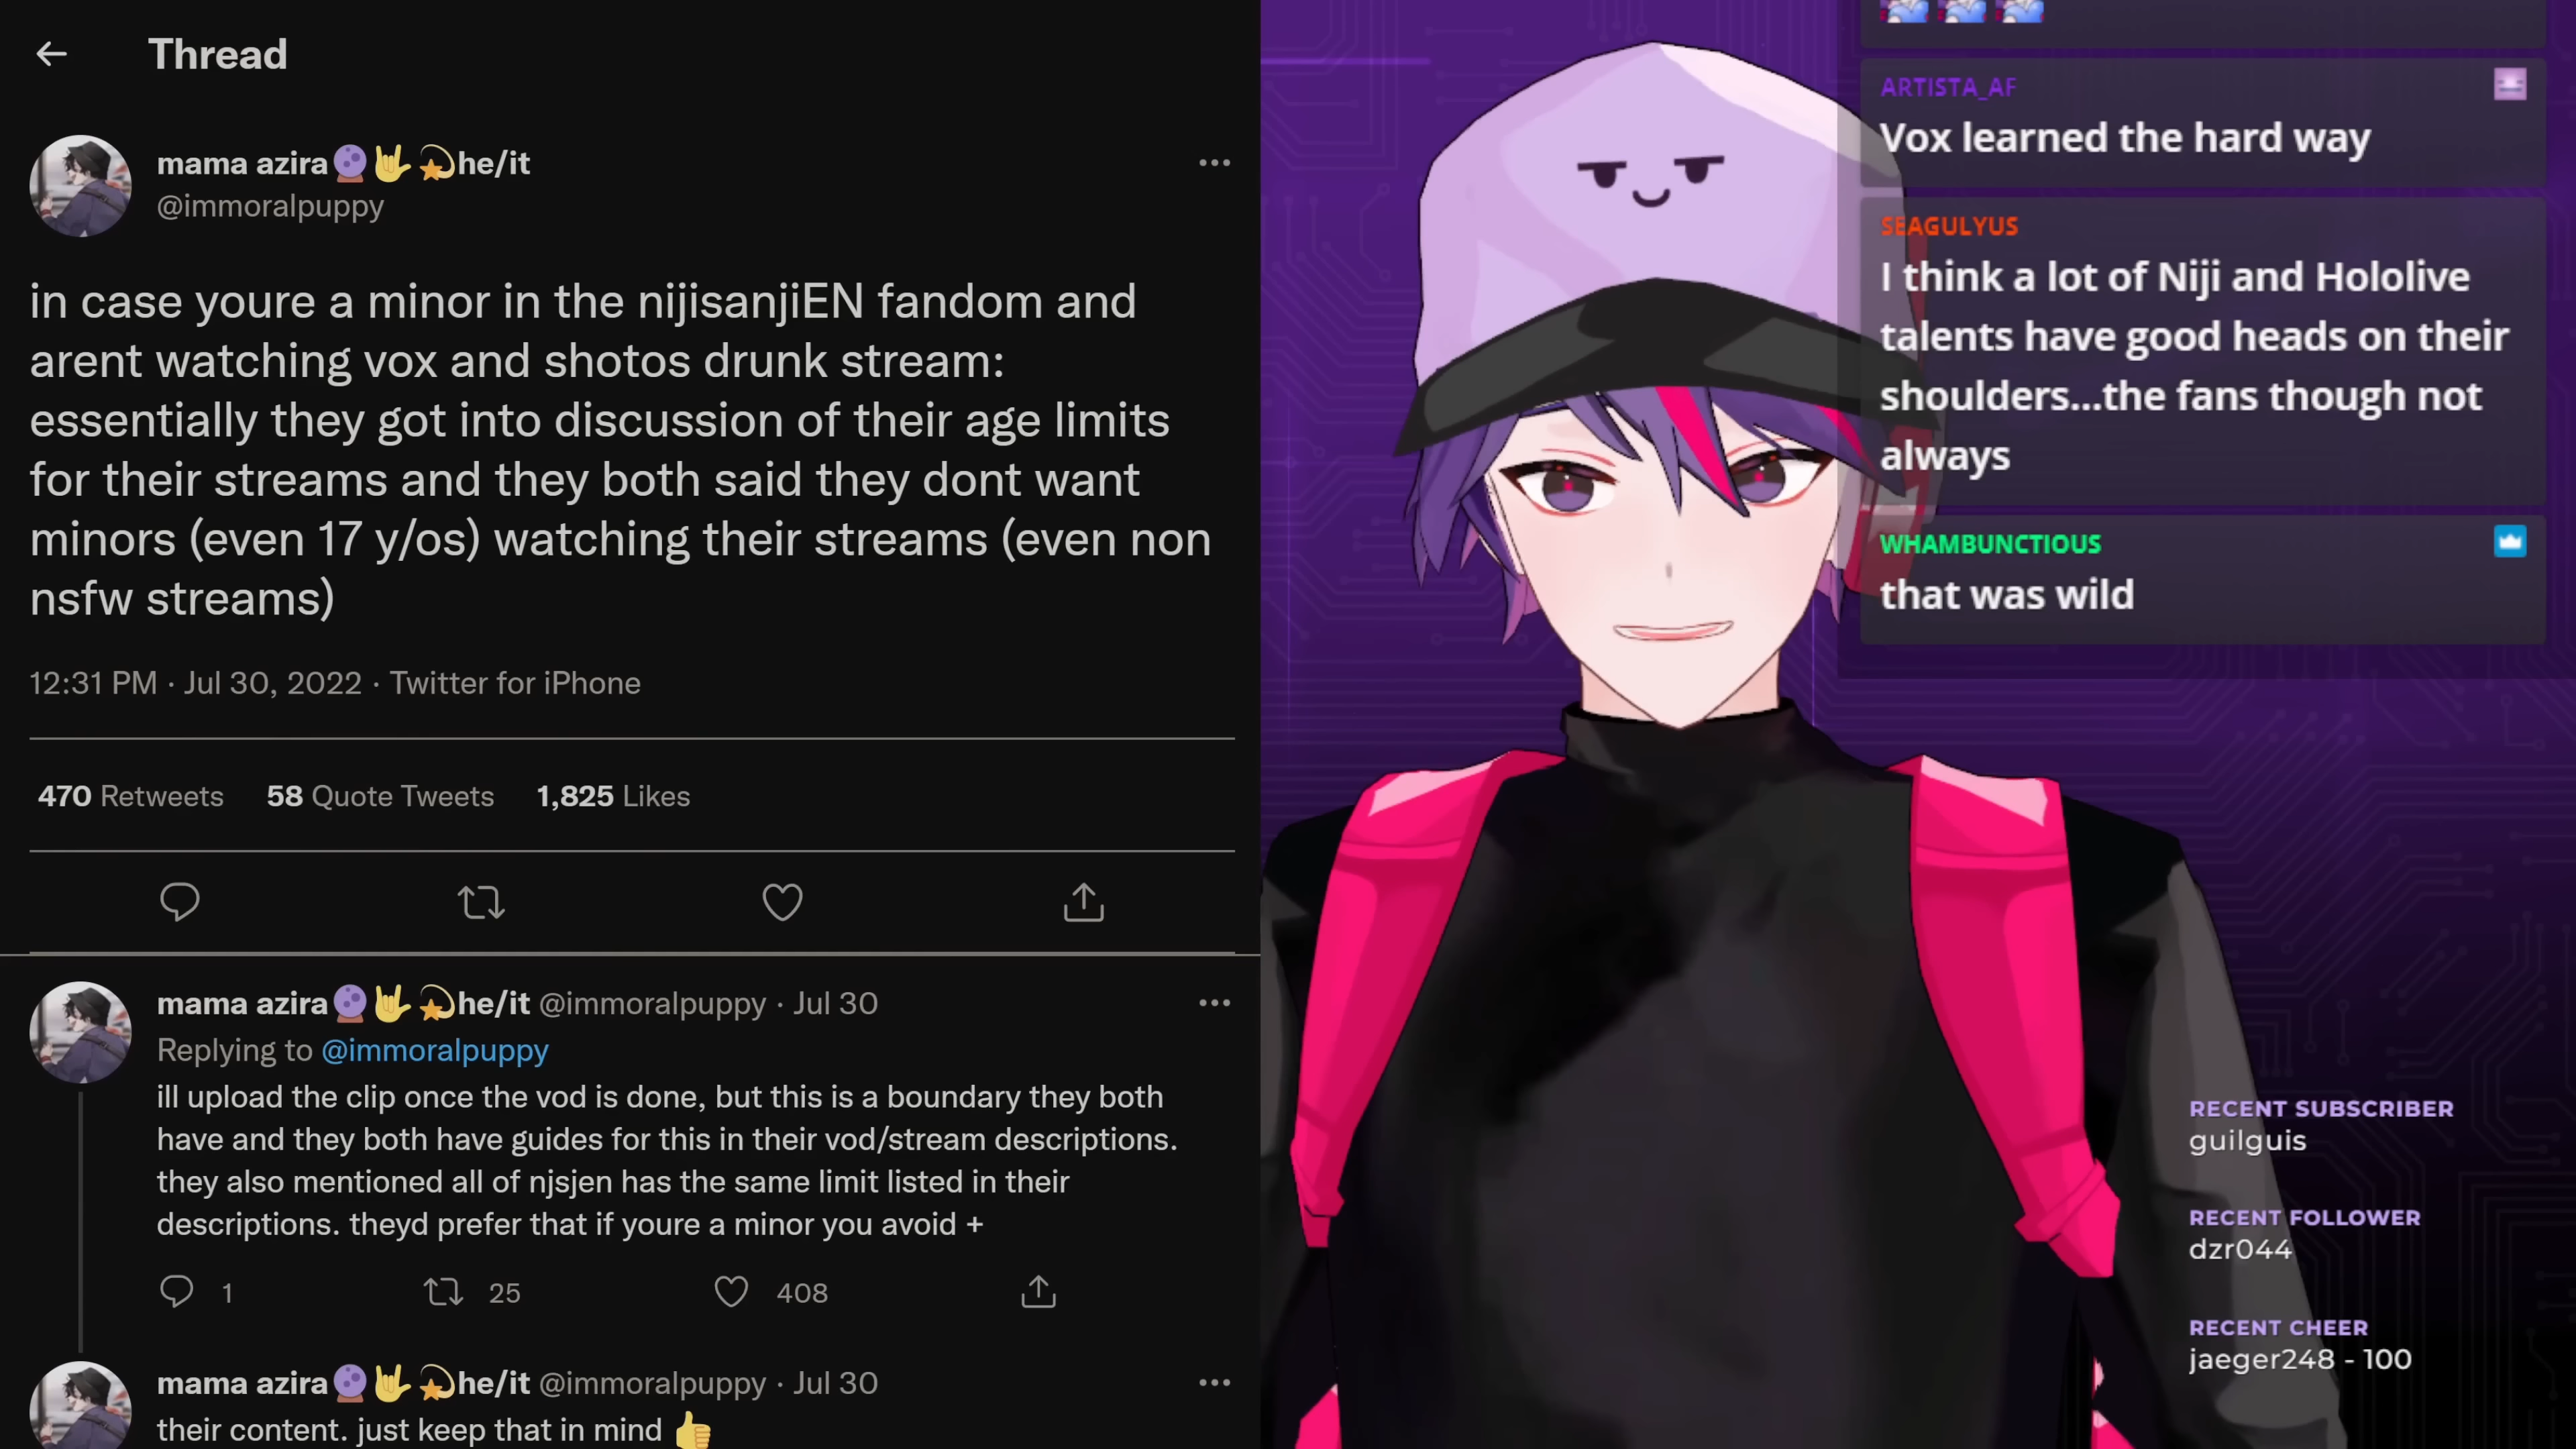 Thread
mama azira🔮🤟💫he/it
@immoralpuppy
in case youre a minor in the nijisanjiEN fandom and
arent watching vox and shotos drunk stream:
essentially they got into discussion of their age limits
for their streams and they both said they dont want
minors (even 17 y/os) watching their streams (even non
nsfw streams)
12:31 PM · Jul 30, 2022 · Twitter for iPhone
470 Retweets 58 Quote Tweets 1,825 Likes
mama azira🔮🤟💫he/it @immoralpuppy · Jul 30
Replying to @immoralpuppy
ill upload the clip once the vod is done, but this is a boundary they both
have and they both have guides for this in their vod/stream descriptions.
they also mentioned all of njsjen has the same limit listed in their
descriptions. theyd prefer that if youre a minor you avoid +
1 25 408
mama azira🔮🤟💫he/it @immoralpuppy · Jul 30
their content. just keep that in mind 👍
ARTISTA_AF
Vox learned the hard way
SEAGULYUS
I think a lot of Niji and Hololive
talents have good heads on their
shoulders...the fans though not
always
WHAMBUNCTIOUS
that was wild
RECENT SUBSCRIBER
guilguis
RECENT FOLLOWER
dzr044
RECENT CHEER
jaeger248 - 100